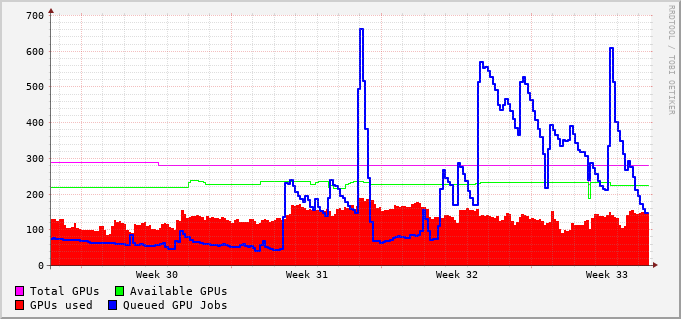 700
600
500
400
300
200
100
0
Week 30 Week 31 Week 32 Week 33
Total GPUs Available GPUs
GPUs used Queued GPU Jobs
RRDTOOL / TOBI OETIKER